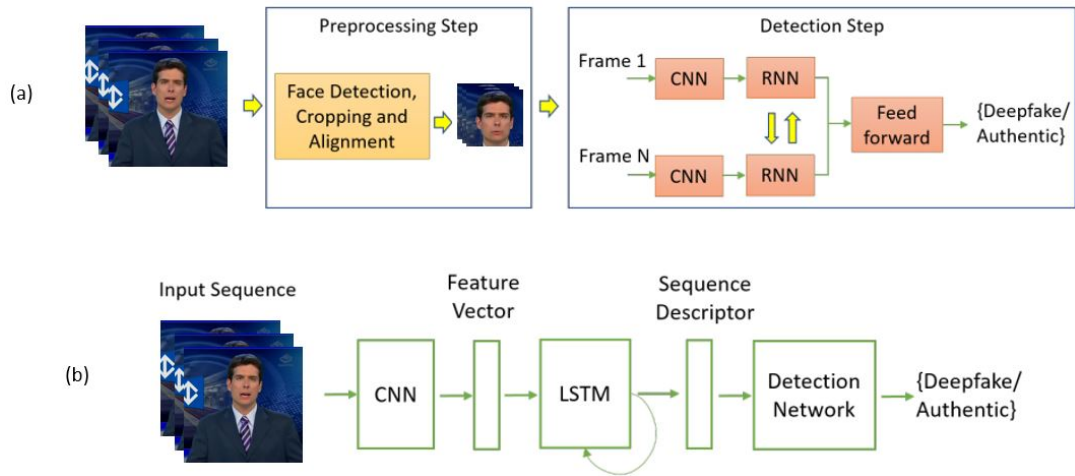 (a)
Preprocessing Step
Face Detection,
Cropping and
Alignment
Detection Step
Frame 1
CNN
RNN
Frame N
CNN
RNN
Feed
forward
{Deepfake/
Authentic}
(b)
Input Sequence
CNN
Feature
Vector
LSTM
Sequence
Descriptor
Detection
Network
{Deepfake/
Authentic}